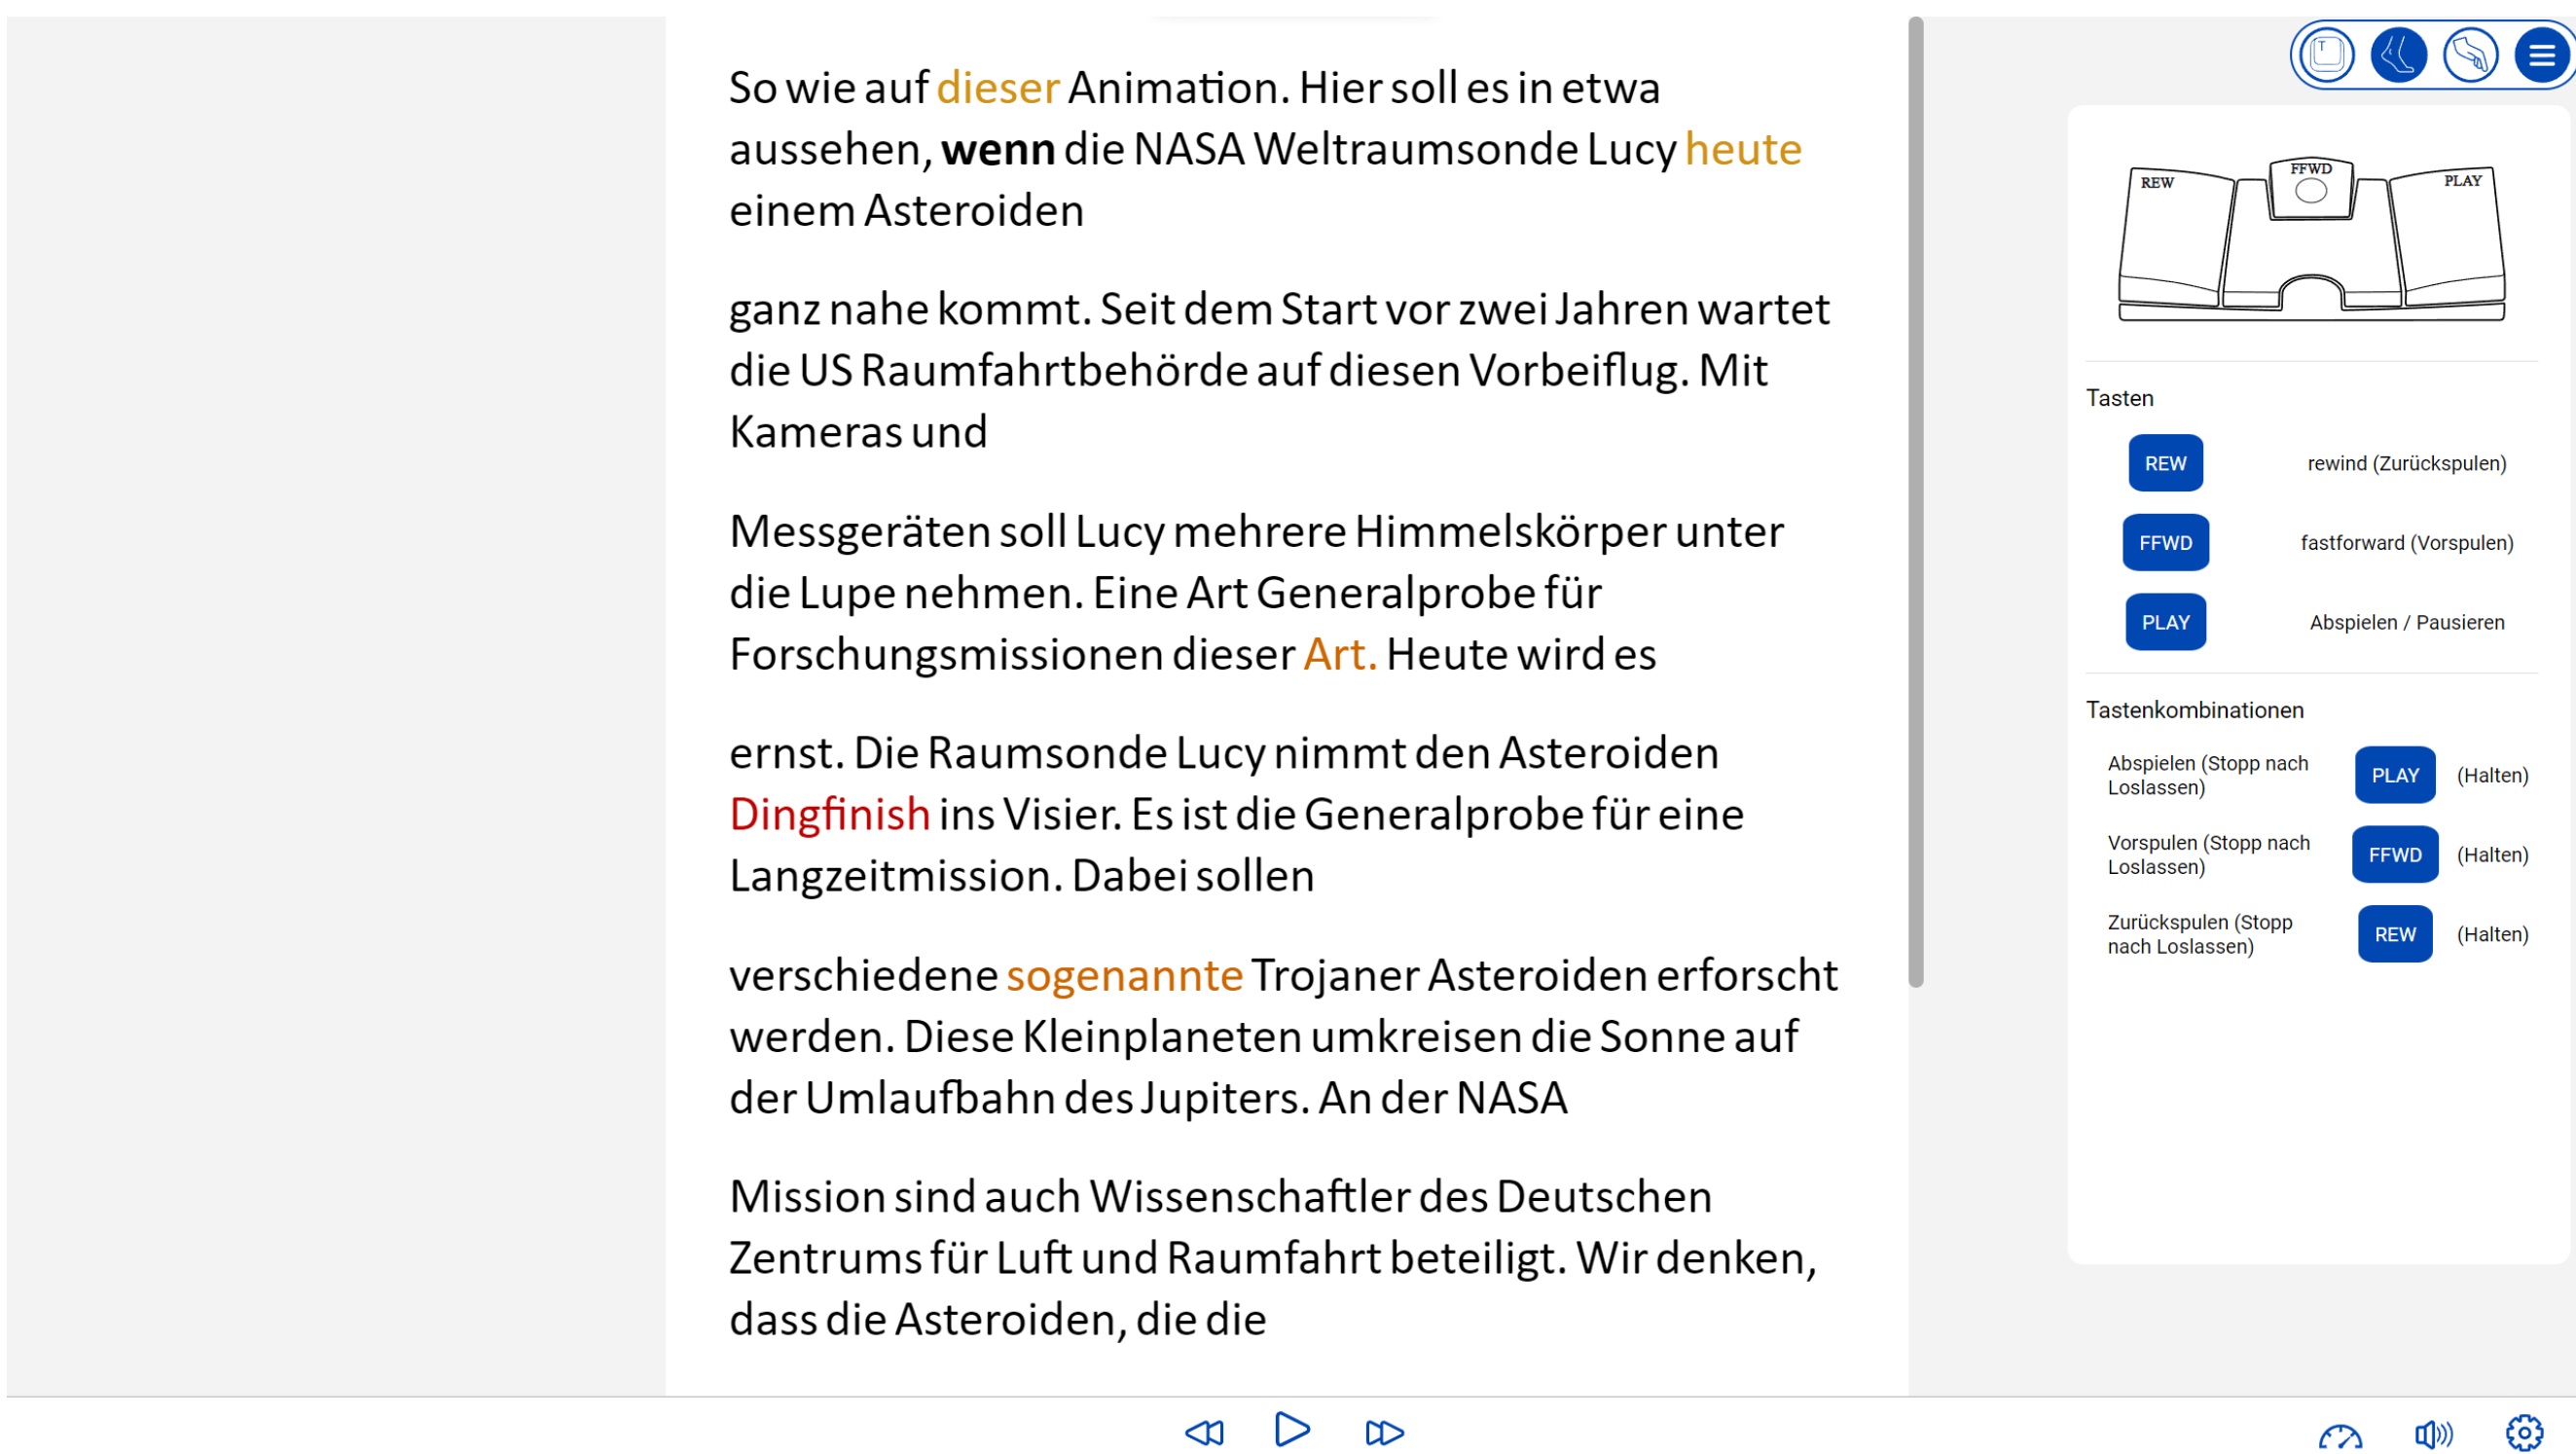 So wie auf dieser Animation. Hier soll es in etwa
aussehen, wenn die NASA Weltraumsonde Lucy heute
einem Asteroiden
ganz nahe kommt. Seit dem Start vor zwei Jahren wartet
die US Raumfahrtbehörde auf diesen Vorbeiflug. Mit
Kameras und
Messgeräten soll Lucy mehrere Himmelskörper unter
die Lupe nehmen. Eine Art Generalprobe für
Forschungsmissionen dieser Art. Heute wird es
ernst. Die Raumsonde Lucy nimmt den Asteroiden
Dingfinish ins Visier. Es ist die Generalprobe für eine
Langzeitmission. Dabei sollen
verschiedene sogenannte Trojaner Asteroiden erforscht
werden. Diese Kleinplaneten umkreisen die Sonne auf
der Umlaufbahn des Jupiters. An der NASA
Mission sind auch Wissenschaftler des Deutschen
Zentrums für Luft und Raumfahrt beteiligt. Wir denken,
dass die Asteroiden, die die
T
REW
FFWD
PLAY
Tasten
REW rewind (Zurückspulen)
FFWD fastforward (Vorspulen)
PLAY Abspielen / Pausieren
Tastenkombinationen
Abspielen (Stopp nach
Loslassen)
PLAY (Halten)
Vorspulen (Stopp nach
Loslassen)
FFWD (Halten)
Zurückspulen (Stopp
nach Loslassen)
REW (Halten)